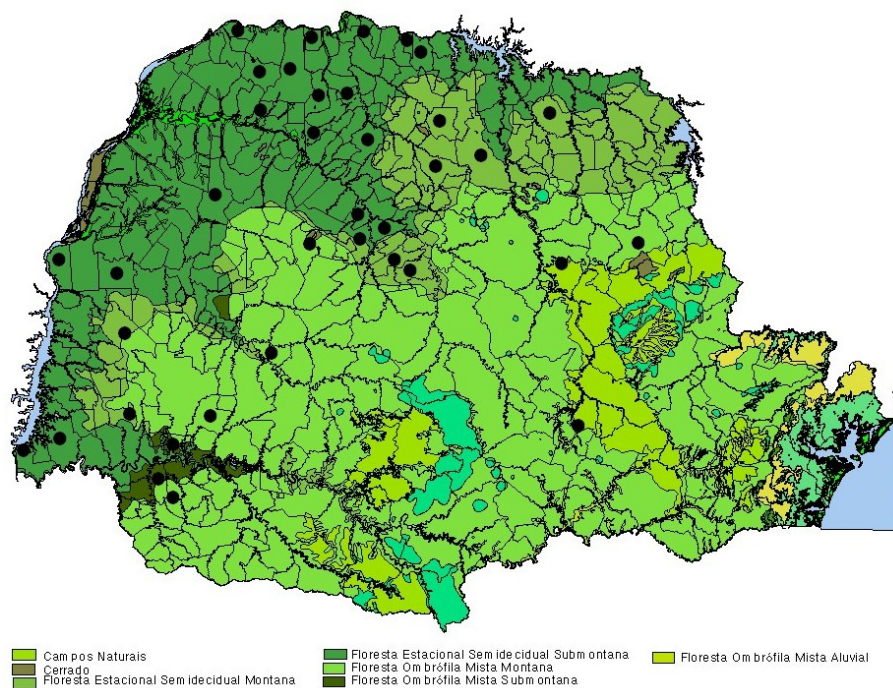 Campos Naturais
Cerrado
Floresta Estacional Semidecidual Montana
Floresta Estacional Semidecidual Submontana
Floresta Ombrófila Mista Montana
Floresta Ombrófila Mista Submontana
Floresta Ombrófila Mista Aluvial